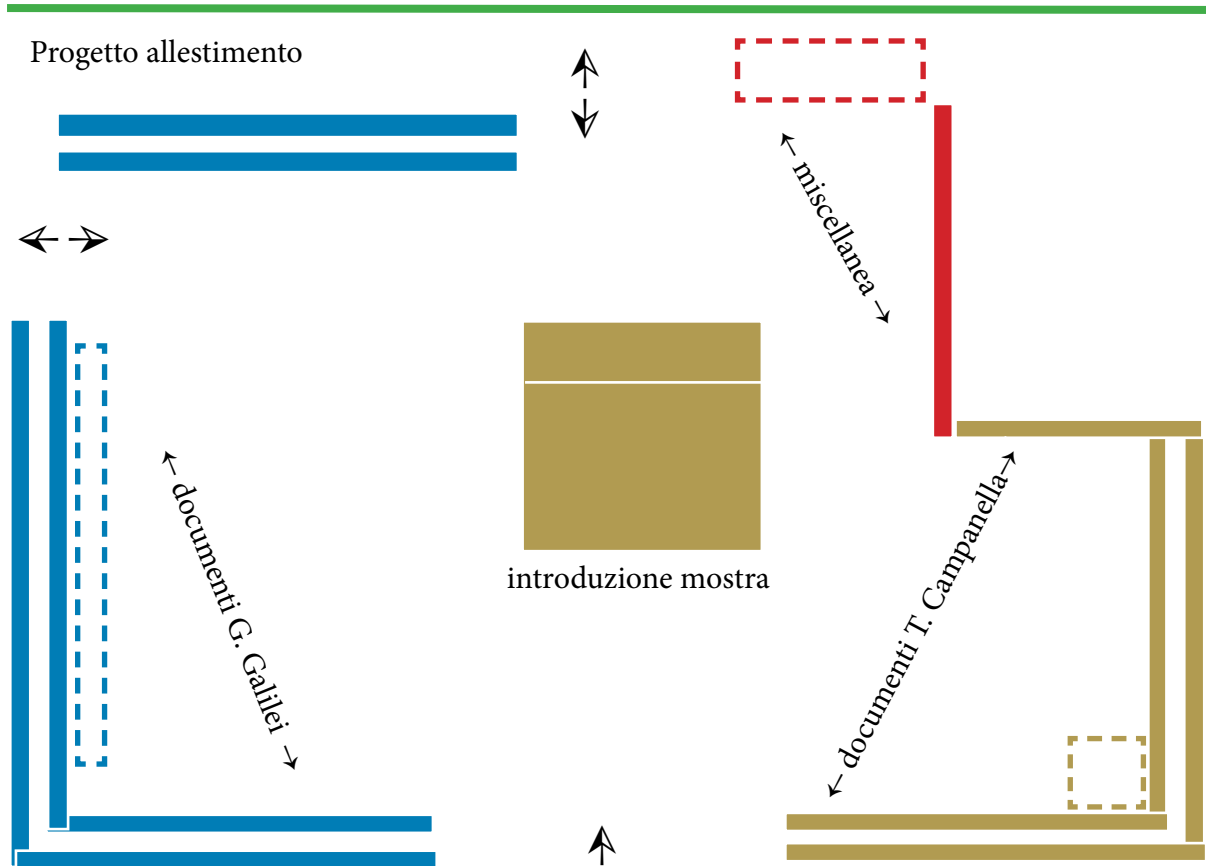 Progetto allestimento
← miscellanea →
← documenti G. Galilei →
introduzione mostra
← documenti T. Campanella→